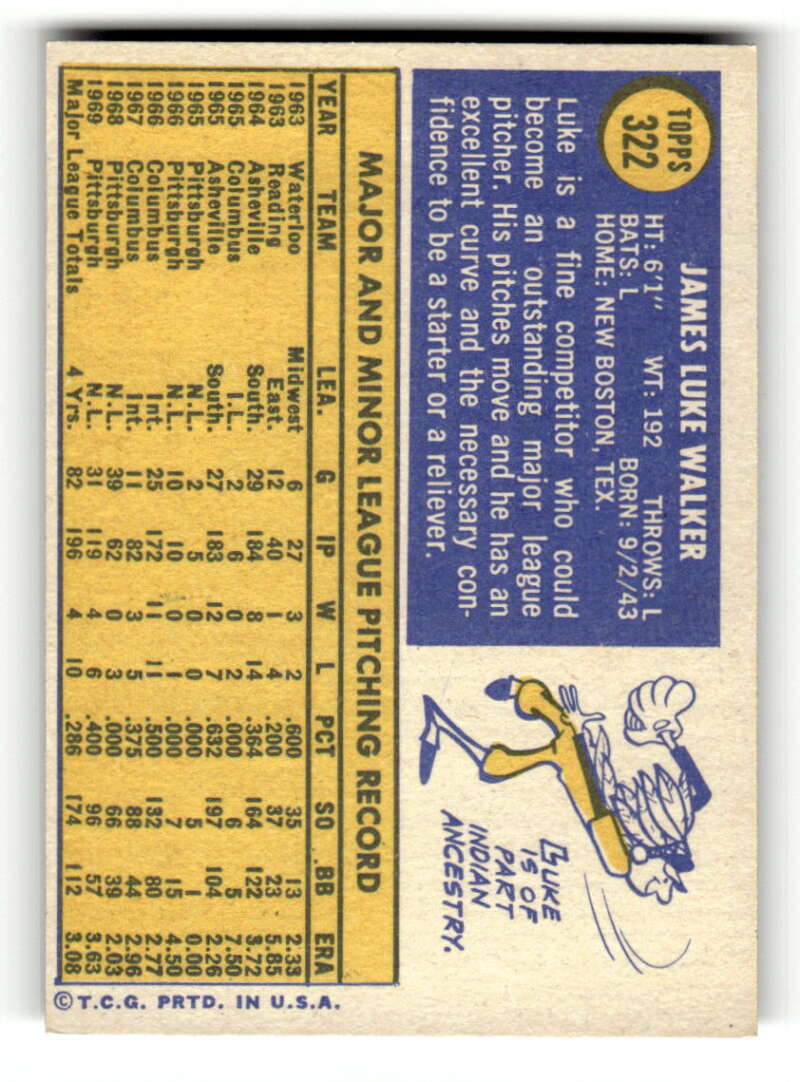 TOPPS
322
JAMES LUKE WALKER
HT: 6'1" WT: 192 THROWS: L
BATS: L BORN: 9/2/43
HOME: NEW BOSTON, TEX.
Luke is a fine competitor who could
become an outstanding major league
pitcher. His pitches move and he has an
excellent curve and the necessary con-
fidence to be a starter or a reliever.
LUKE
IS OF
PART
INDIAN
ANCESTRY.
MAJOR AND MINOR LEAGUE PITCHING RECORD
YEAR TEAM LEA. G IP W L PCT SO BB ERA
1963 Waterloo Midwest 6 27 3 2 .600 35 13 2.33
1963 Reading East. 12 40 1 4 .200 37 23 5.85
1964 Asheville South. 29 184 8 14 .364 164 122 3.72
1965 Columbus I.L. 2 6 0 2 .000 6 5 7.50
1965 Asheville South. 27 183 12 7 .632 197 104 2.26
1965 Pittsburgh N.L. 2 5 0 0 .000 5 1 0.00
1966 Pittsburgh N.L. 10 10 0 1 .000 7 15 4.50
1966 Columbus Int. 25 172 11 11 .500 132 80 2.77
1967 Columbus Int. 11 82 3 5 .375 88 44 2.96
1968 Pittsburgh N.L. 39 62 0 3 .000 66 39 2.03
1969 Pittsburgh N.L. 31 119 4 6 .400 96 57 3.63
Major League Totals 4 Yrs. 82 196 4 10 .286 174 112 3.08
© T.C.G. PRTD. IN U.S.A.